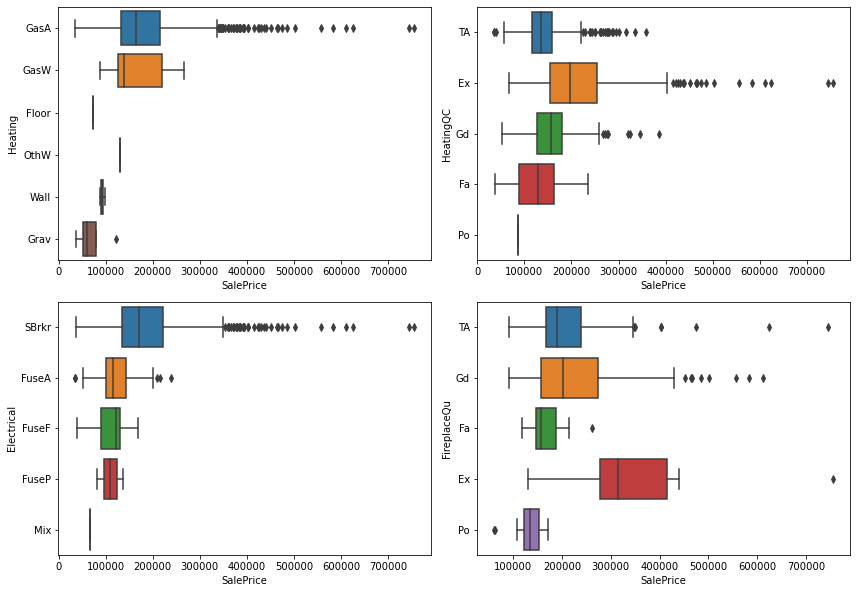 GasA
GasW
Floor
OthW
Wall
Grav
Heating
0 100000 200000 300000 400000 500000 600000 700000
SalePrice
TA
Ex
Gd
Fa
Po
HeatingQC
0 100000 200000 300000 400000 500000 600000 700000
SalePrice
SBrkr
FuseA
FuseF
FuseP
Mix
Electrical
0 100000 200000 300000 400000 500000 600000 700000
SalePrice
TA
Gd
Fa
Ex
Po
FireplaceQu
100000 200000 300000 400000 500000 600000 700000
SalePrice